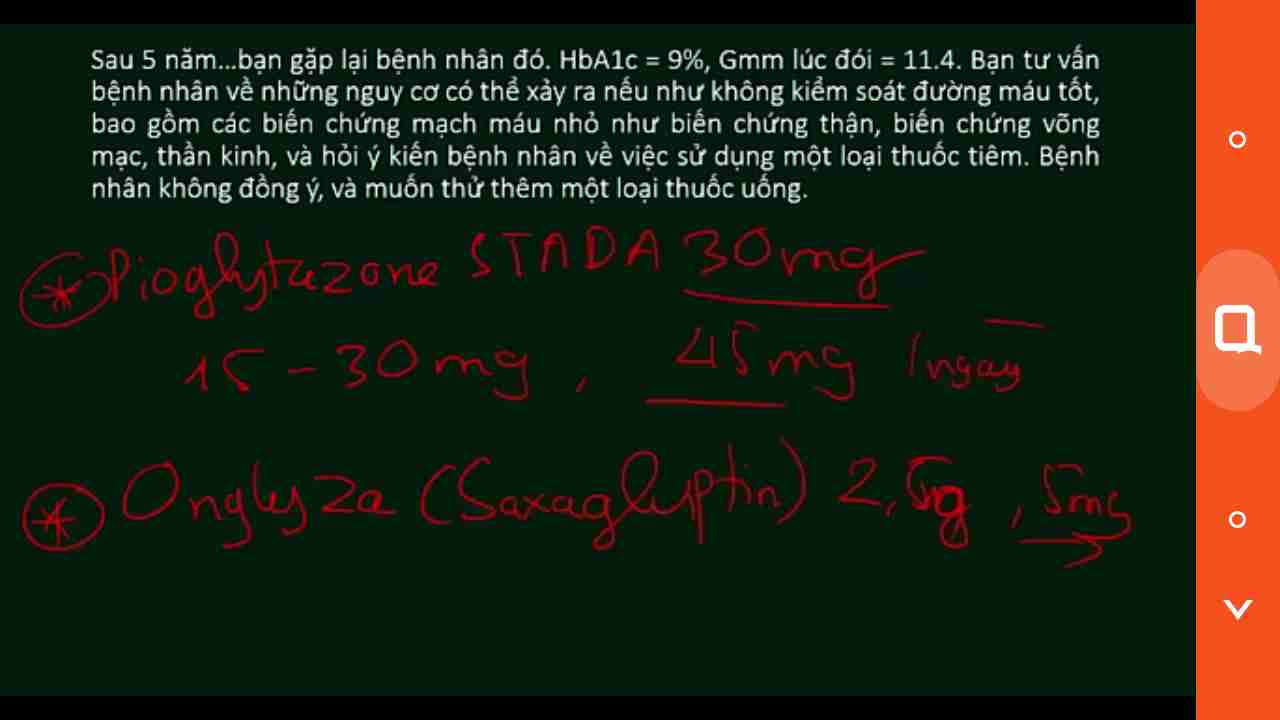 Sau 5 năm...bạn gặp lại bệnh nhân đó. HbA1c = 9%, Gmm lúc đói = 11.4. Bạn tư vấn
bệnh nhân về những nguy cơ có thể xảy ra nếu như không kiểm soát đường máu tốt,
bao gồm các biến chứng mạch máu nhỏ như biến chứng thận, biến chứng võng
mạc, thần kinh, và hỏi ý kiến bệnh nhân về việc sử dụng một loại thuốc tiêm. Bệnh
nhân không đồng ý, và muốn thử thêm một loại thuốc uống.
* Pioglytazone STADA 30mg
15 - 30mg, 45mg 1ngay
* Onglyza (Saxaglyptin) 2,5mg, 5mg